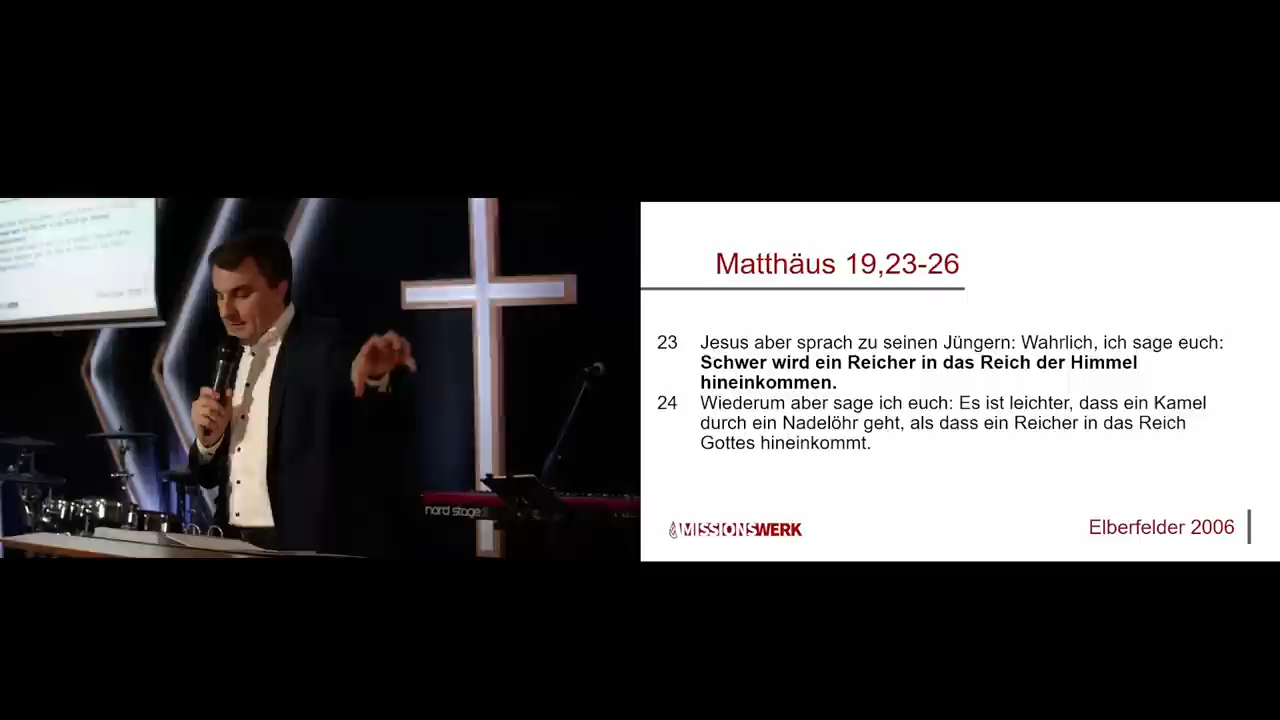 Matthäus 19,23-26
23 Jesus aber sprach zu seinen Jüngern: Wahrlich, ich sage euch:
Schwer wird ein Reicher in das Reich der Himmel
hineinkommen.
24 Wiederum aber sage ich euch: Es ist leichter, dass ein Kamel
durch ein Nadelöhr geht, als dass ein Reicher in das Reich
Gottes hineinkommt.
MISSIONSWERK
Elberfelder 2006
nord stage